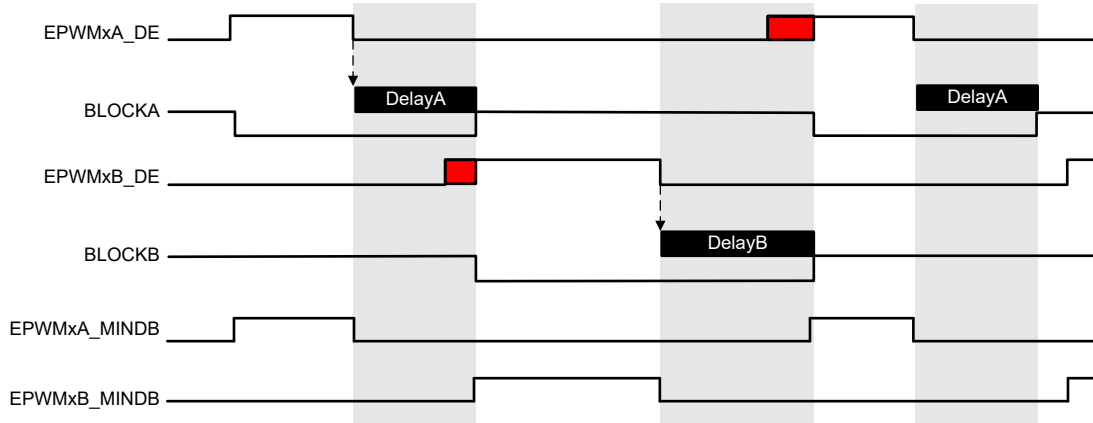 EPWMxA_DE
DelayA DelayA
BLOCKA
EPWMxB_DE
DelayB
BLOCKB
EPWMxA_MINDB
EPWMxB_MINDB